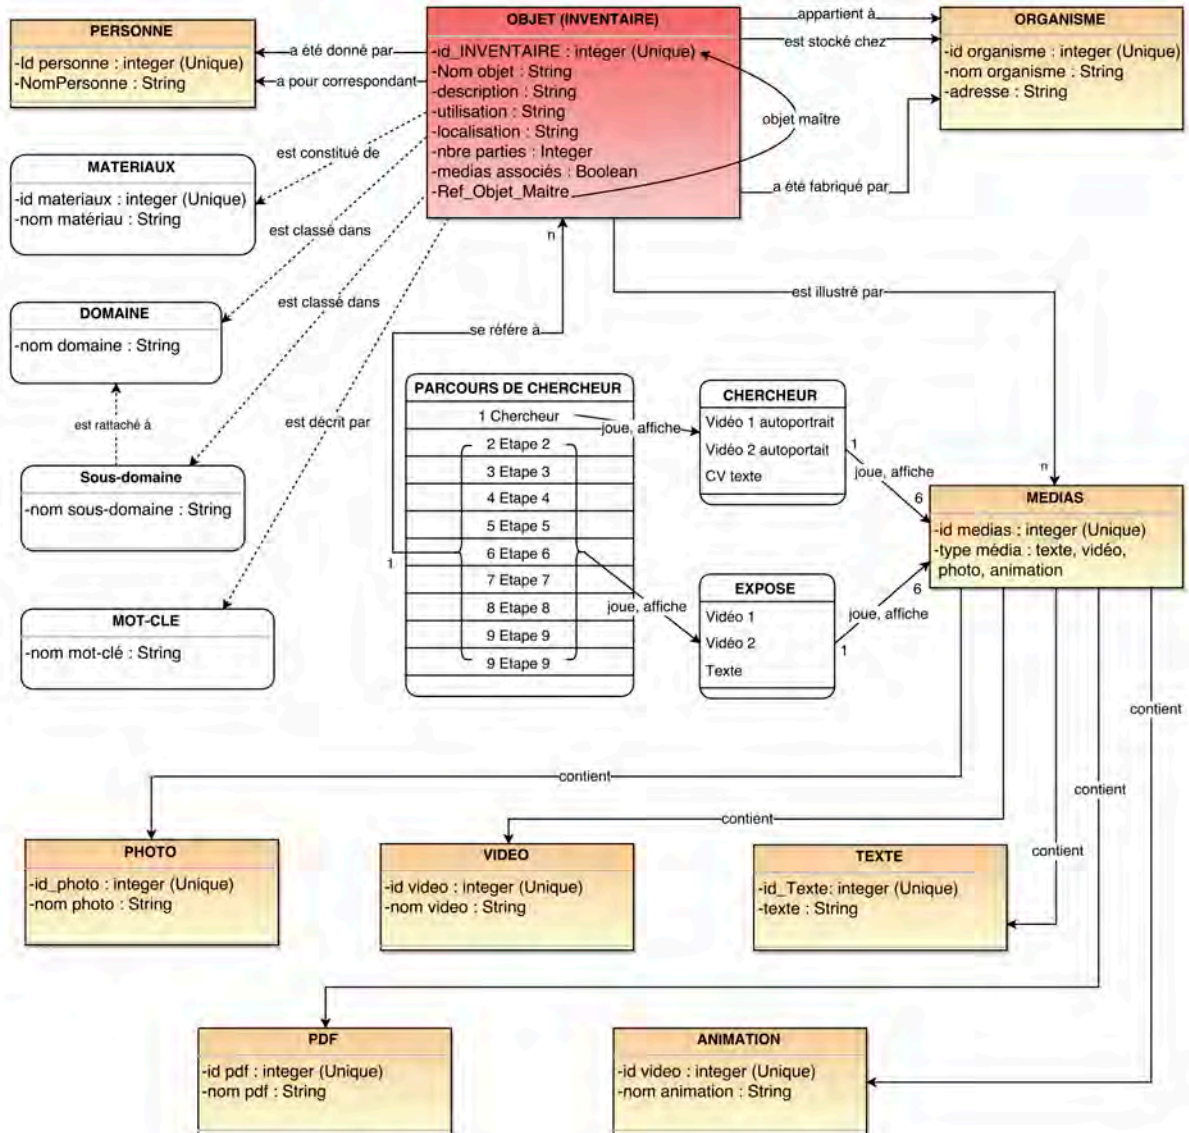 PERSONNE
-Id personne : integer (Unique)
-NomPersonne : String
a été donné par
a pour correspondant
OBJET (INVENTAIRE)
-id_INVENTAIRE : integer (Unique)
-Nom objet : String
-description : String
-utilisation : String
-localisation : String
-nbre parties : Integer
-medias associés : Boolean
-Ref_Objet_Maitre
objet maître
appartient à
est stocké chez
a été fabriqué par
ORGANISME
-id organisme : integer (Unique)
-nom organisme : String
-adresse : String
MATERIAUX
-id materiaux : integer (Unique)
-nom matériau : String
est constitué de
est classé dans
est classé dans
est décrit par
DOMAINE
-nom domaine : String
est rattaché à
Sous-domaine
-nom sous-domaine : String
MOT-CLE
-nom mot-clé : String
n
se référe à
1
est illustré par
n
PARCOURS DE CHERCHEUR
1 Chercheur
2 Etape 2
3 Etape 3
4 Etape 4
5 Etape 5
6 Etape 6
7 Etape 7
8 Etape 8
9 Etape 9
9 Etape 9
joue, affiche
joue, affiche
CHERCHEUR
Vidéo 1 autoportrait
Vidéo 2 autoportait
CV texte
1
joue, affiche
6
EXPOSE
Vidéo 1
Vidéo 2
Texte
1
joue, affiche
6
MEDIAS
-id medias : integer (Unique)
-type média : texte, vidéo,
photo, animation
contient
contient
contient
contient
contient
PHOTO
-id_photo : integer (Unique)
-nom photo : String
VIDEO
-id video : integer (Unique)
-nom video : String
TEXTE
-id_Texte: integer (Unique)
-texte : String
PDF
-id pdf : integer (Unique)
-nom pdf : String
ANIMATION
-id video : integer (Unique)
-nom animation : String